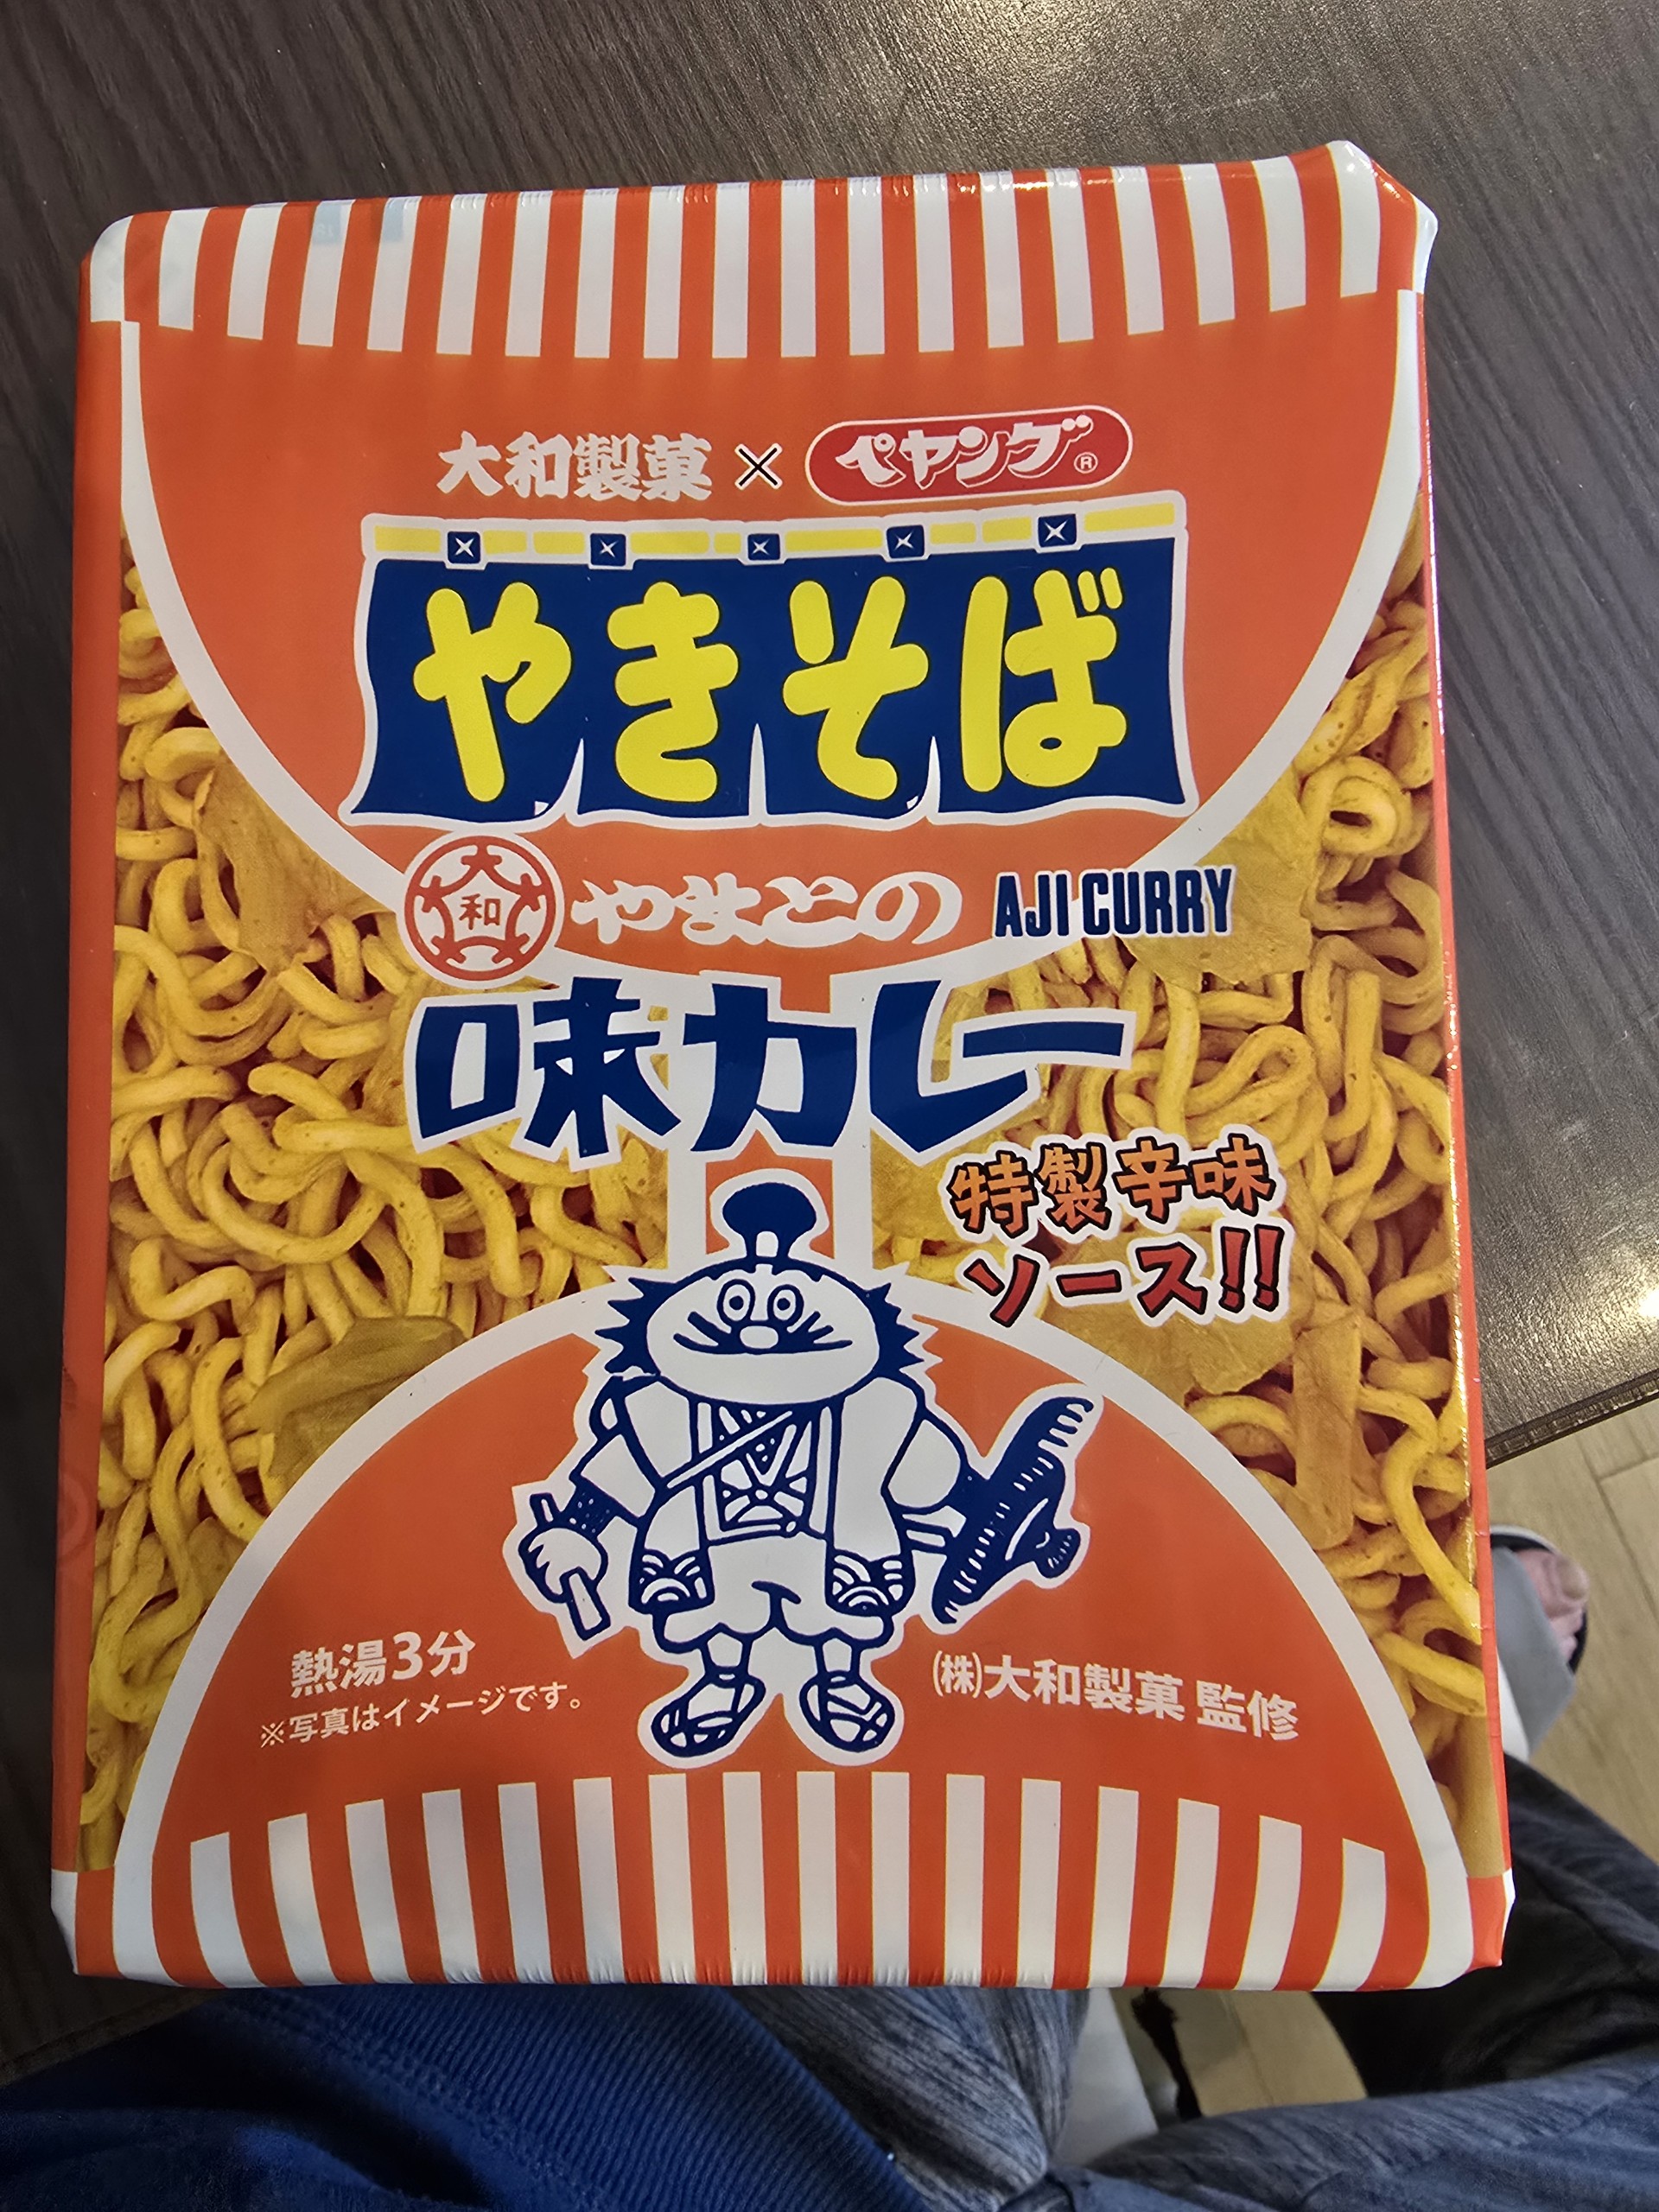 大和製菓×ペヤング®
やきそば
大和 やまとの AJI CURRY
味カレー
特製辛味
ソース!!
熱湯3分
※写真はイメージです。
㈱大和製菓 監修